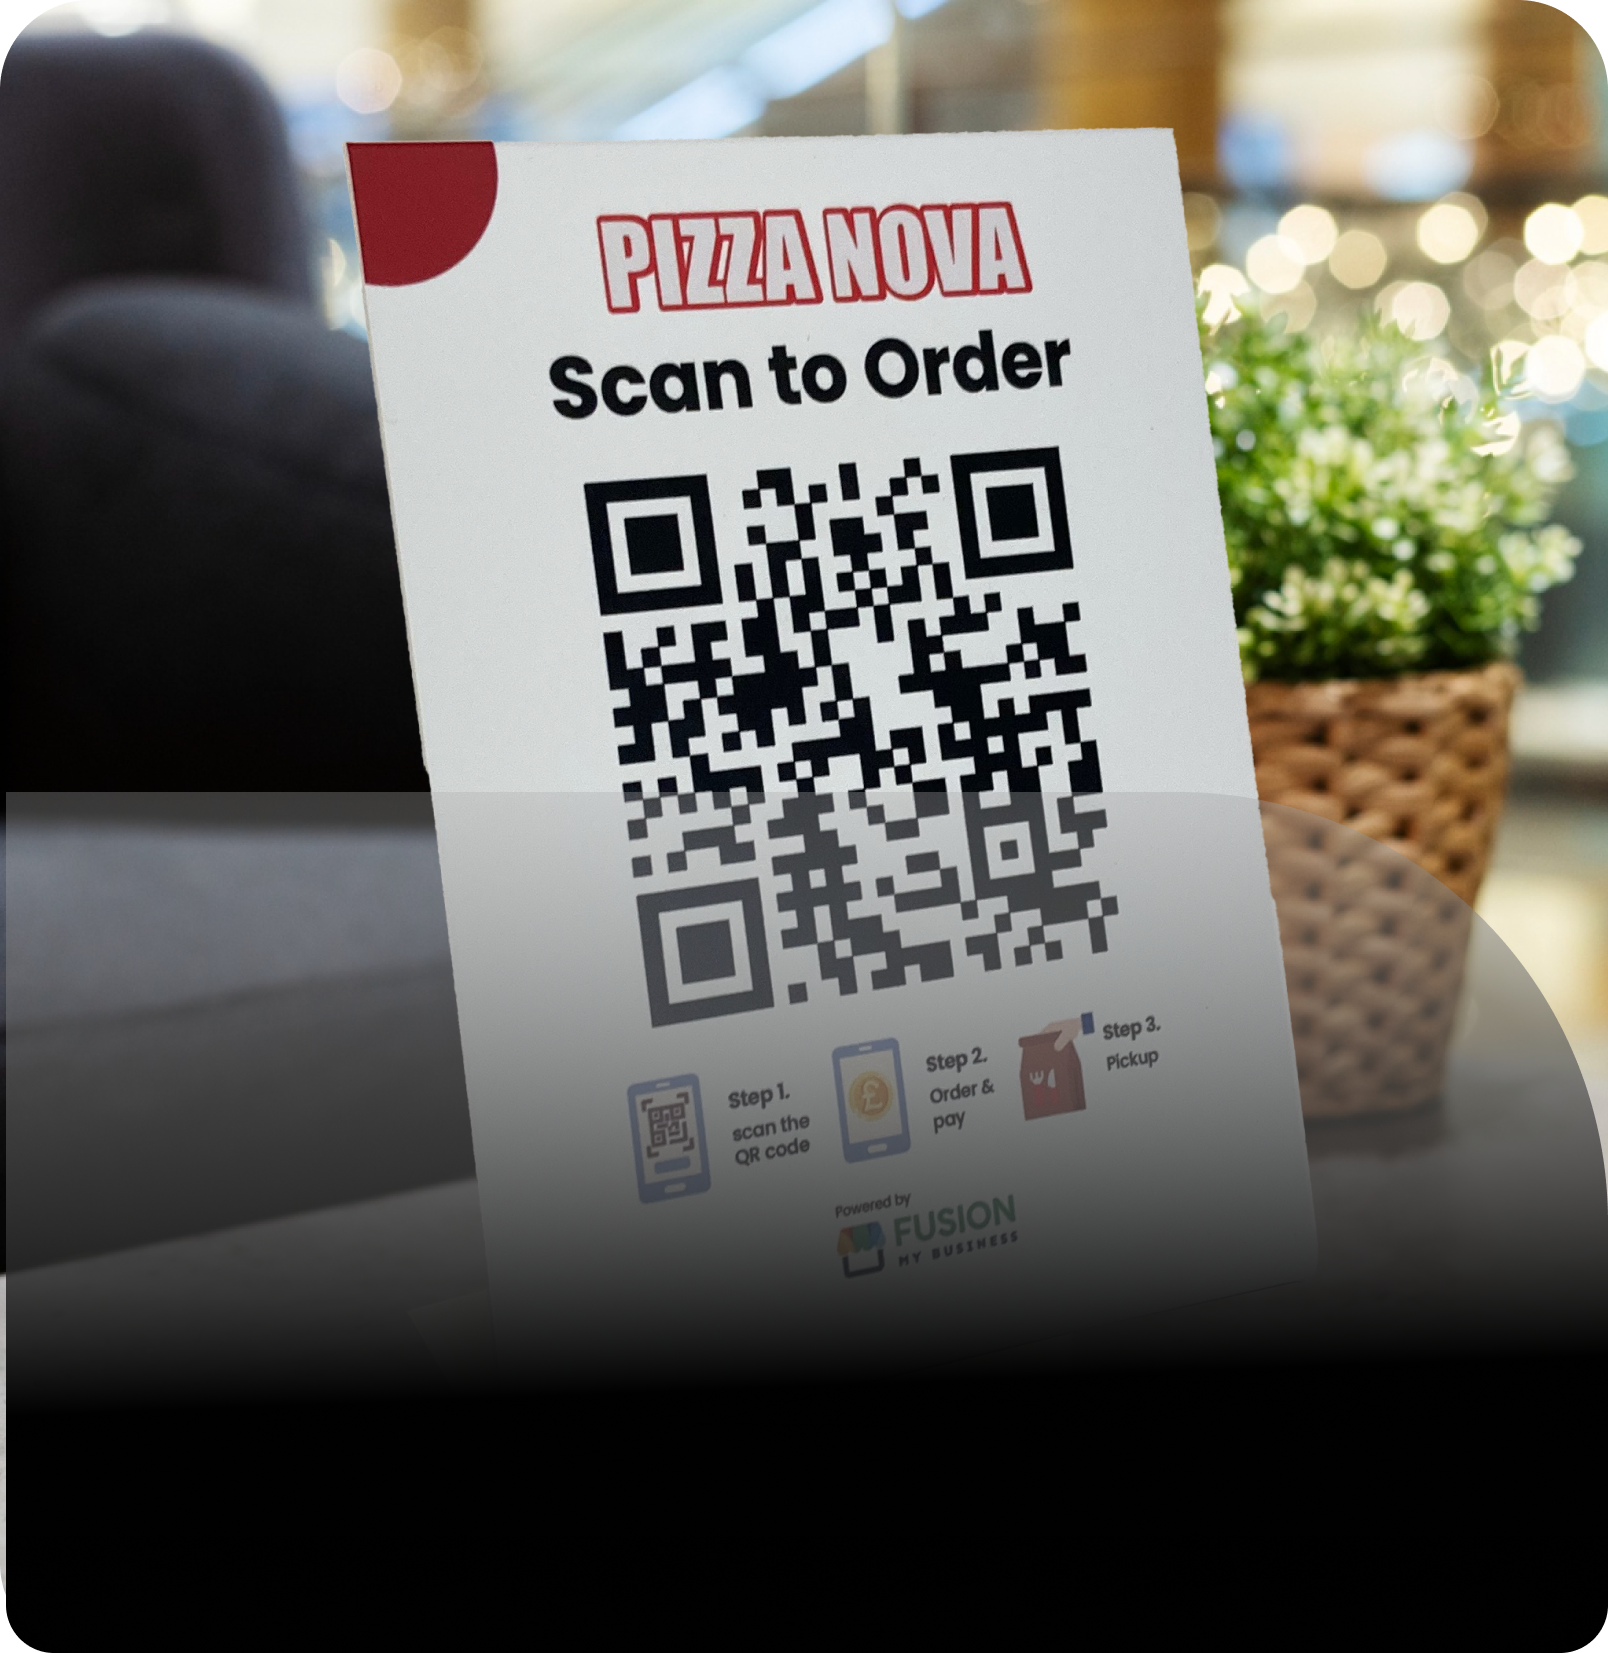 PIZZA NOVA
Scan to Order
Step 1.
scan the
QR code
Step 2.
Order &
pay
£
Step 3.
Pickup
Powered by
FUSION
MY BUSINESS